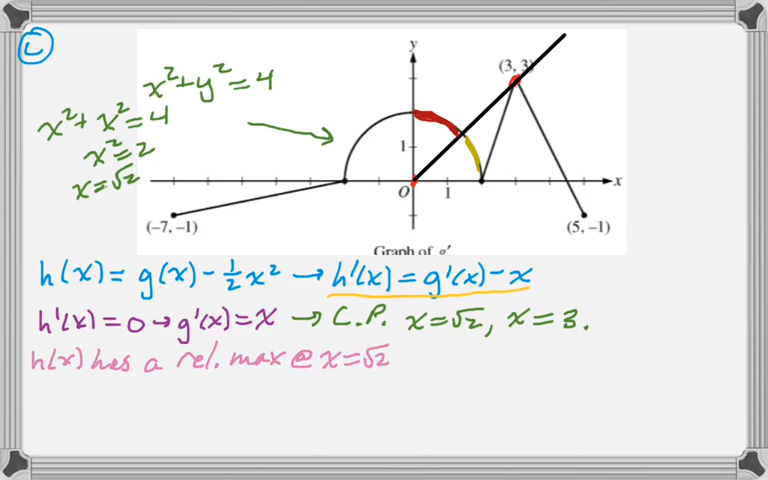 C
x²+y²=4
x²+x²=4
x²=2
x=√2
y
(3, 3)
1
O
1
x
(-7, -1)
(5, -1)
Graph of g'
h(x)= g(x)-½x² → h'(x)=g'(x)-x
h'(x)=0→g'(x)=x → C.P. x=√2, x=3.
h(x) has a rel. max @ x=√2